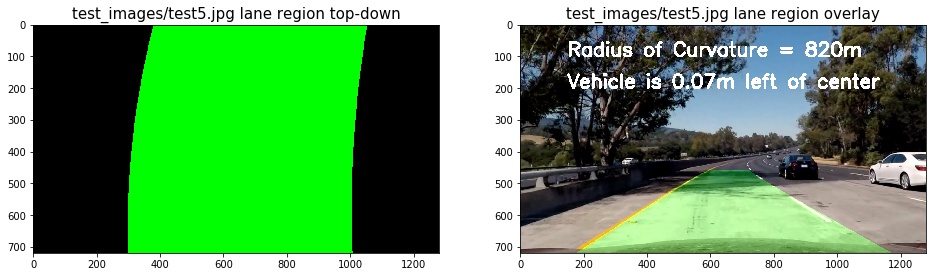 test_images/test5.jpg lane region top-down
0
100
200
300
400
500
600
700
0 200 400 600 800 1000 1200
test_images/test5.jpg lane region overlay
Radius of Curvature = 820m
Vehicle is 0.07m left of center
0
100
200
300
400
500
600
700
0 200 400 600 800 1000 1200